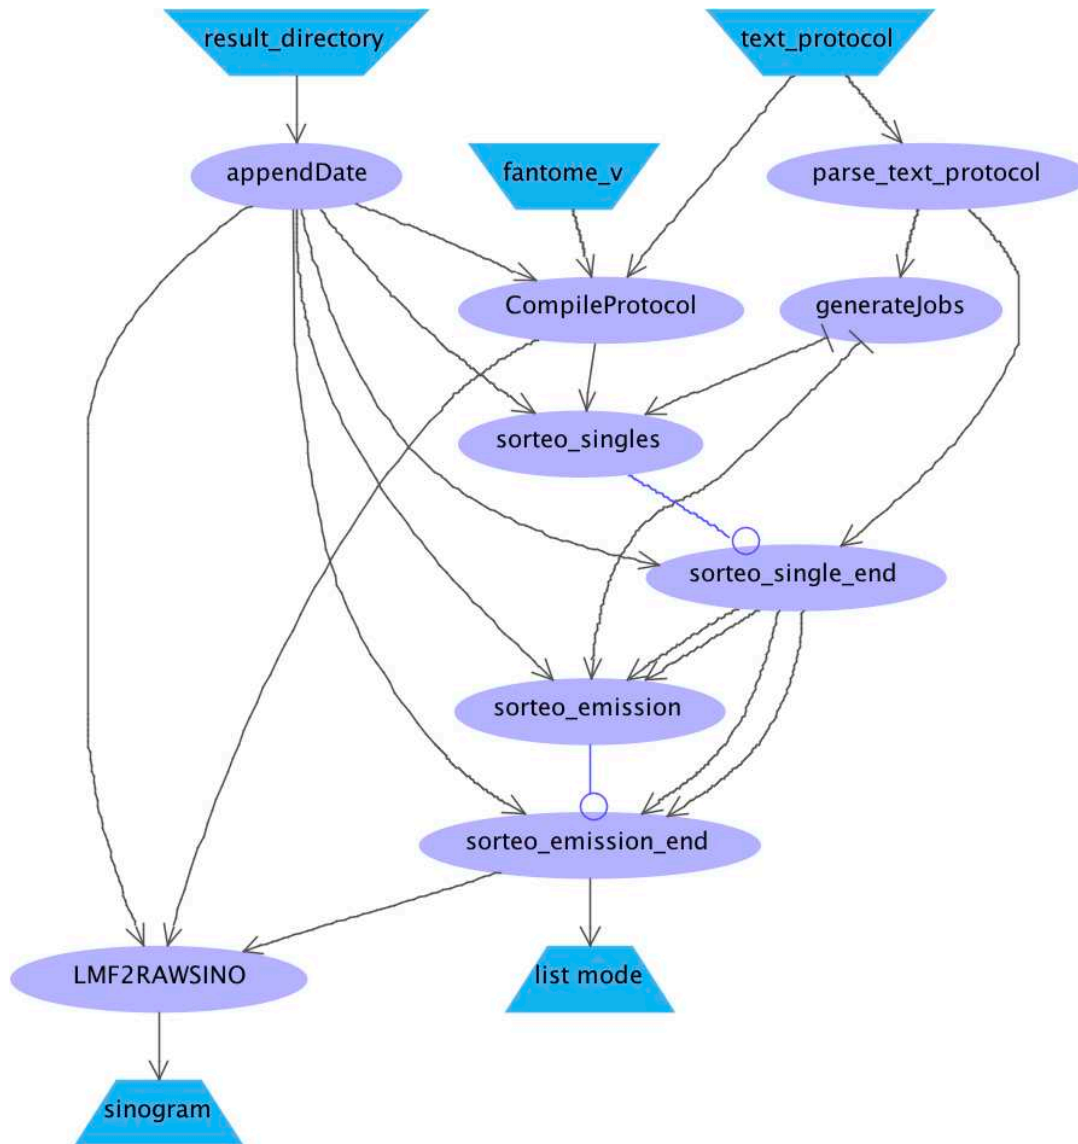 result_directory
text_protocol
appendDate
fantome_v
parse_text_protocol
CompileProtocol
generateJobs
sorteo_singles
sorteo_single_end
sorteo_emission
sorteo_emission_end
LMF2RAWSINO
list mode
sinogram